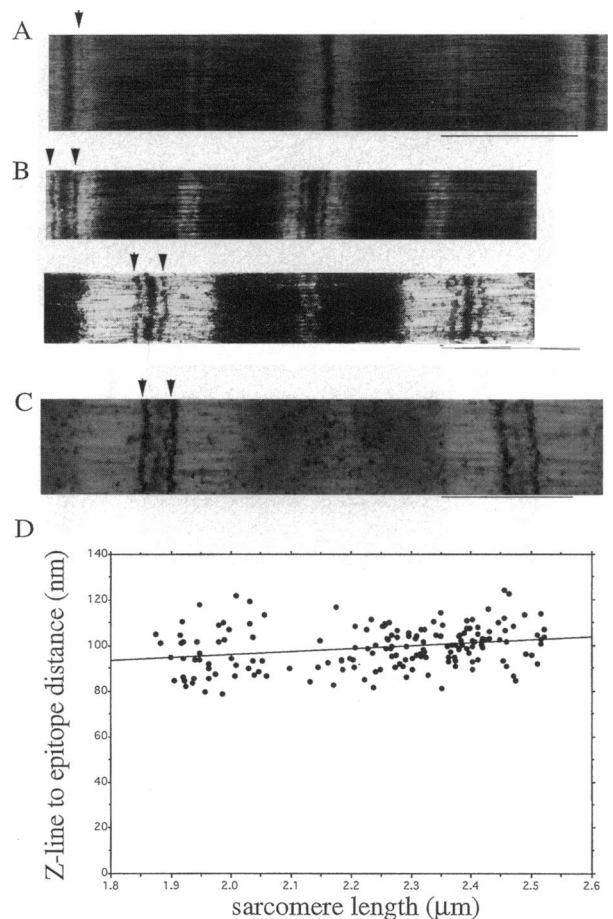 A
B
C
D
Z-line to epitope distance (nm)
140
120
100
80
60
40
20
0
1.8 1.9 2.0 2.1 2.2 2.3 2.4 2.5 2.6
sarcomere length (μm)